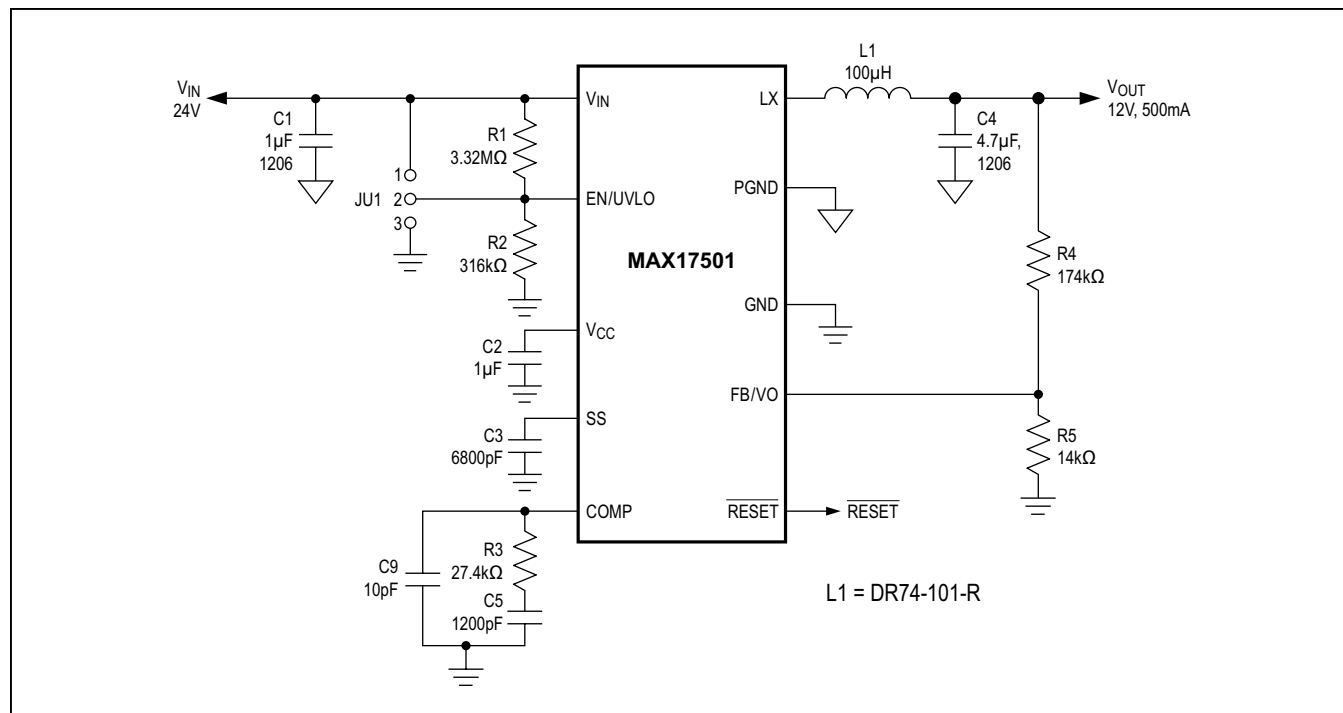 V_IN
24V
C1
1µF
1206
1
JU1 2
3
R1
3.32MΩ
R2
316kΩ
C2
1µF
C3
6800pF
C9
10pF
R3
27.4kΩ
C5
1200pF
V_IN
EN/UVLO
V_CC
SS
COMP
MAX17501
LX
PGND
GND
FB/VO
RESET
RESET
L1
100µH
C4
4.7µF,
1206
V_OUT
12V, 500mA
R4
174kΩ
R5
14kΩ
L1 = DR74-101-R